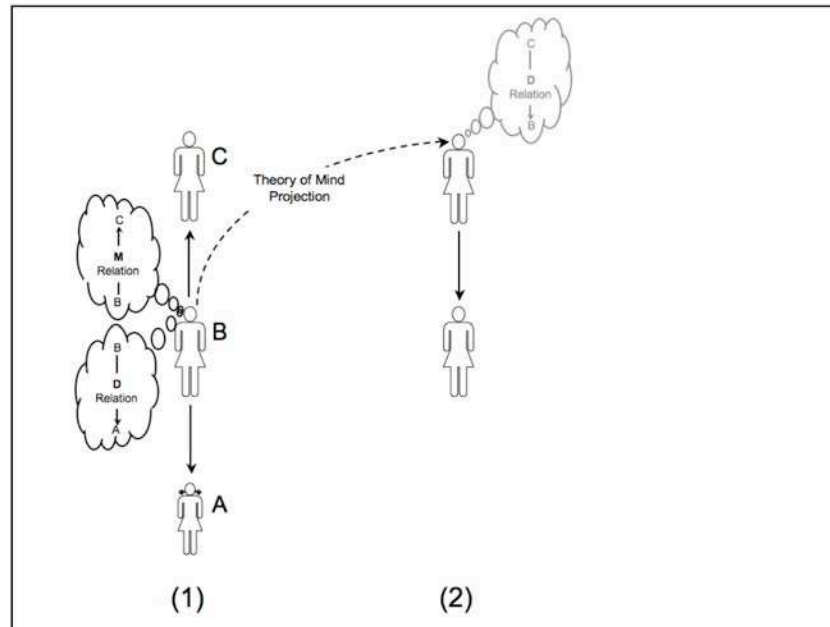 C
D
Relation
B
C
Theory of Mind
Projection
C
M
Relation
B
B
B
D
Relation
A
A
(1)
(2)